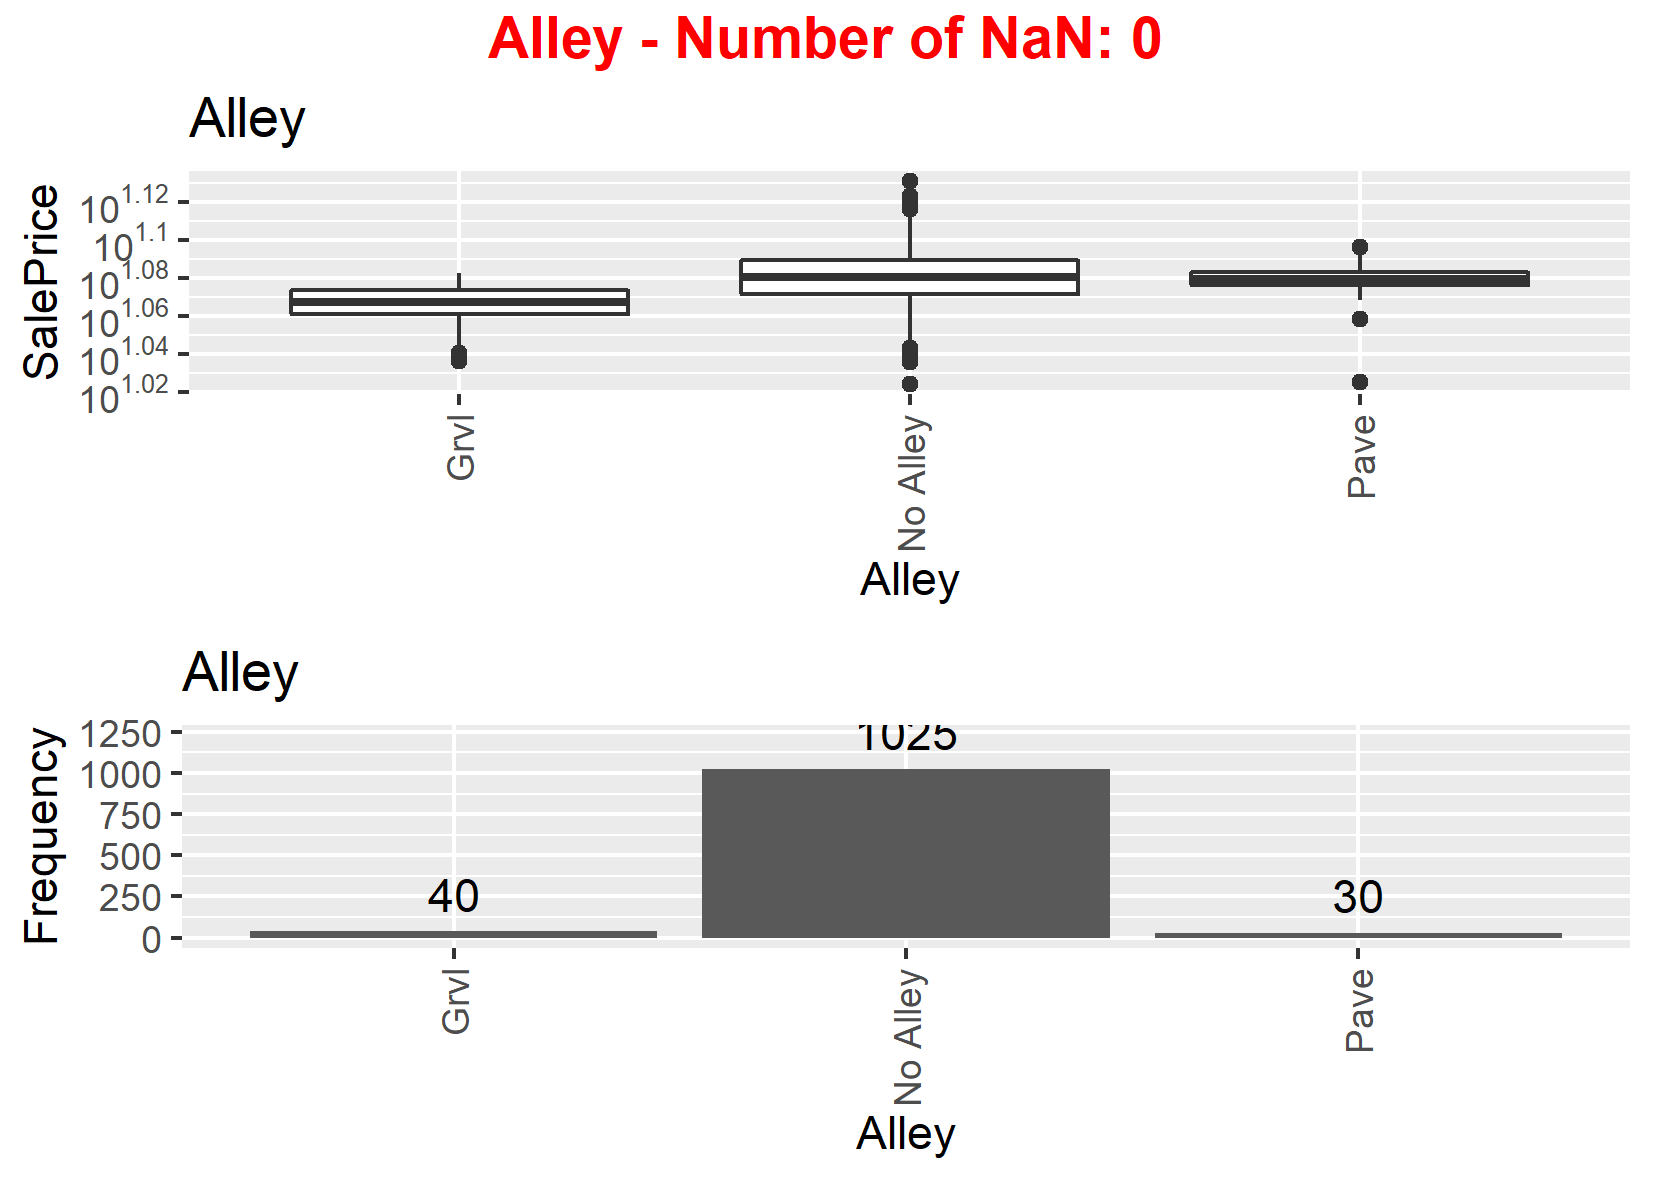 Alley - Number of NaN: 0
Alley
SalePrice
10^1.12
10^1.1
10^1.08
10^1.06
10^1.04
10^1.02
Grvl
No Alley
Pave
Alley
Alley
Frequency
1250
1000
750
500
250
0
40
1025
30
Grvl
No Alley
Pave
Alley